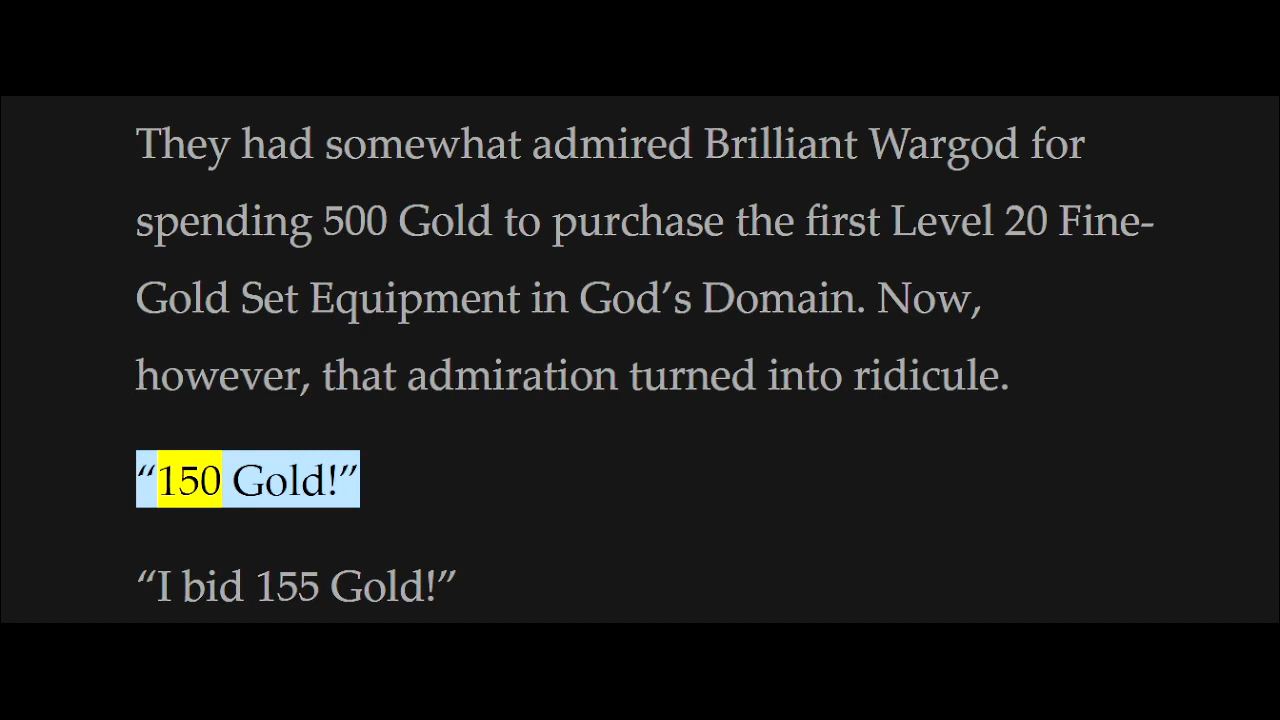 They had somewhat admired Brilliant Wargod for
spending 500 Gold to purchase the first Level 20 Fine-
Gold Set Equipment in God’s Domain. Now,
however, that admiration turned into ridicule.
“150 Gold!”
“I bid 155 Gold!”